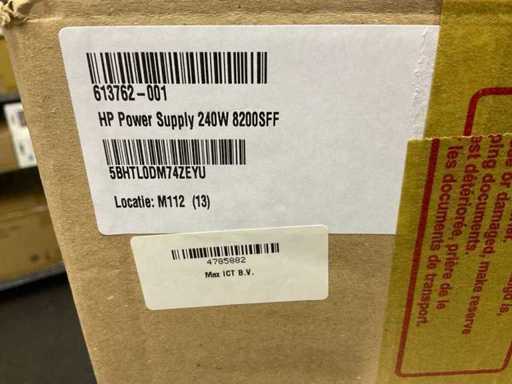 613762-001
HP Power Supply 240W 8200SFF
5BHTL0DM74ZEYU
Locatie: M112 (13)
4785882
Max ICT B.V.
or damaged,
ping documents, make reserve
est détériorée, prière de le
les documents de transport.